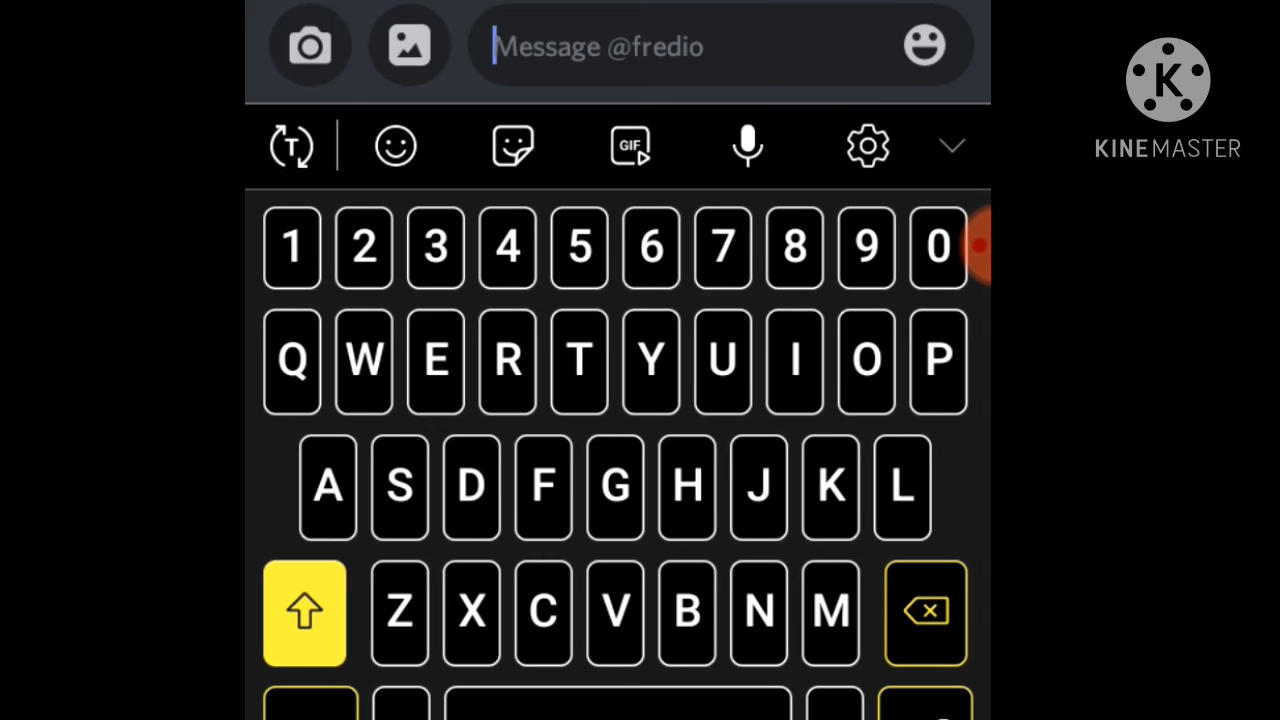 Message @fredio
T
GIF
1 2 3 4 5 6 7 8 9 0
Q W E R T Y U I O P
A S D F G H J K L
Z X C V B N M
K
KINEMASTER